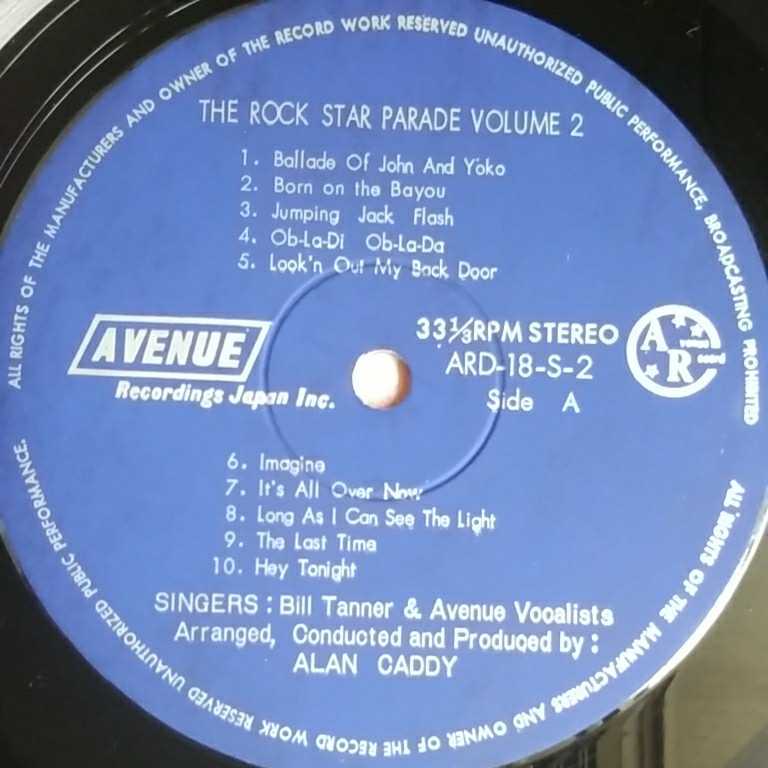 ALL RIGHTS OF THE MANUFACTURERS AND OWNER OF THE RECORD WORK RESERVED UNAUTHORIZED PUBLIC PERFORMANCE, BROADCASTING PROHIBITED
THE ROCK STAR PARADE VOLUME 2
1. Ballade Of John And Yoko
2. Born on the Bayou
3. Jumping Jack Flash
4. Ob-La-Di Ob-La-Da
5. Look'n Out My Back Door
AVENUE
Recordings Japan Inc.
33⅓RPM STEREO
ARD-18-S-2
Side A
A venue
R ecord
6. Imagine
7. It's All Over Now
8. Long As I Can See The Light
9. The Last Time
10. Hey Tonight
SINGERS : Bill Tanner & Avenue Vocalists
Arranged, Conducted and Produced by :
ALAN CADDY
ALL RIGHTS OF THE MANUFACTURERS AND OWNER OF THE RECORD WORK RESERVED UNAUTHORIZED PUBLIC PERFORMANCE.